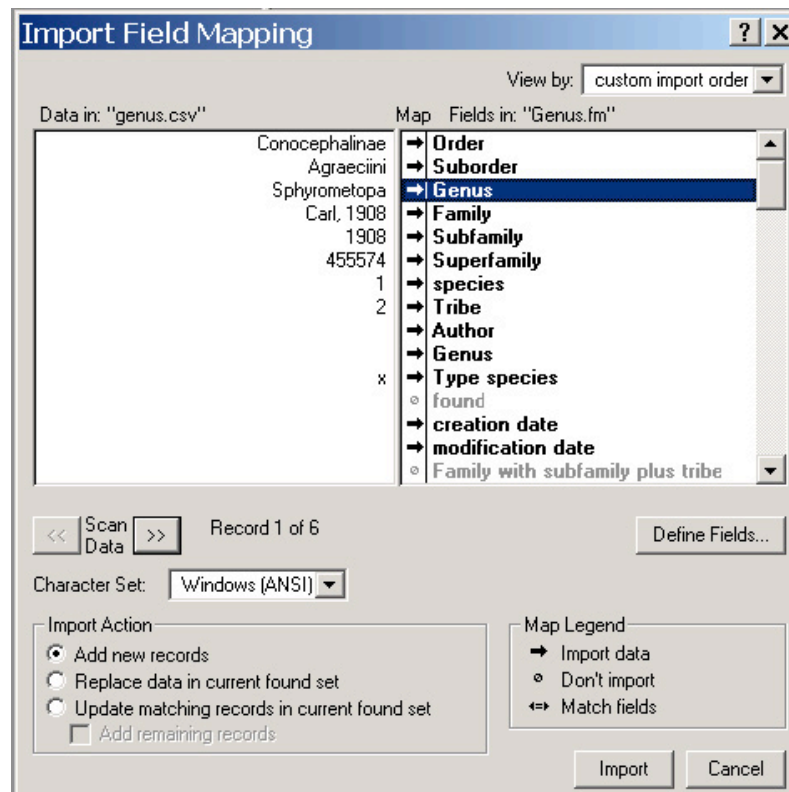 Import Field Mapping
View by: custom import order
Data in: "genus.csv" Map Fields in: "Genus.fm"
Conocephalinae Order
Agraeciini Suborder
Sphyrometopa Genus
Carl, 1908 Family
1908 Subfamily
455574 Superfamily
1 species
2 Tribe
Author
Genus
x Type species
found
creation date
modification date
Family with subfamily plus tribe
<< Scan Data >> Record 1 of 6 Define Fields...
Character Set: Windows (ANSI)
Import Action
Add new records
Replace data in current found set
Update matching records in current found set
Add remaining records
Map Legend
Import data
Don't import
Match fields
Import Cancel